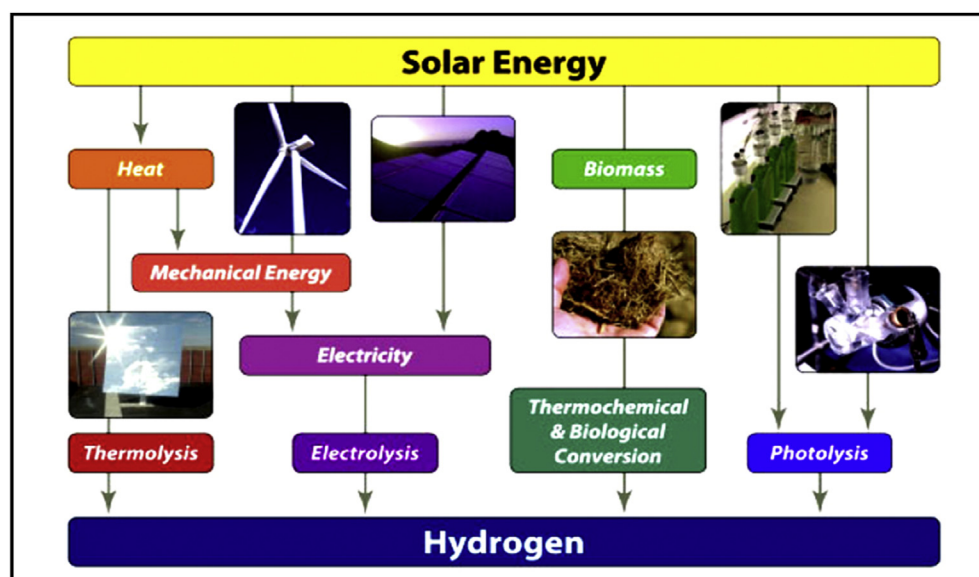 Solar Energy
Heat
Biomass
Mechanical Energy
Electricity
Thermochemical
& Biological
Conversion
Thermolysis
Electrolysis
Photolysis
Hydrogen